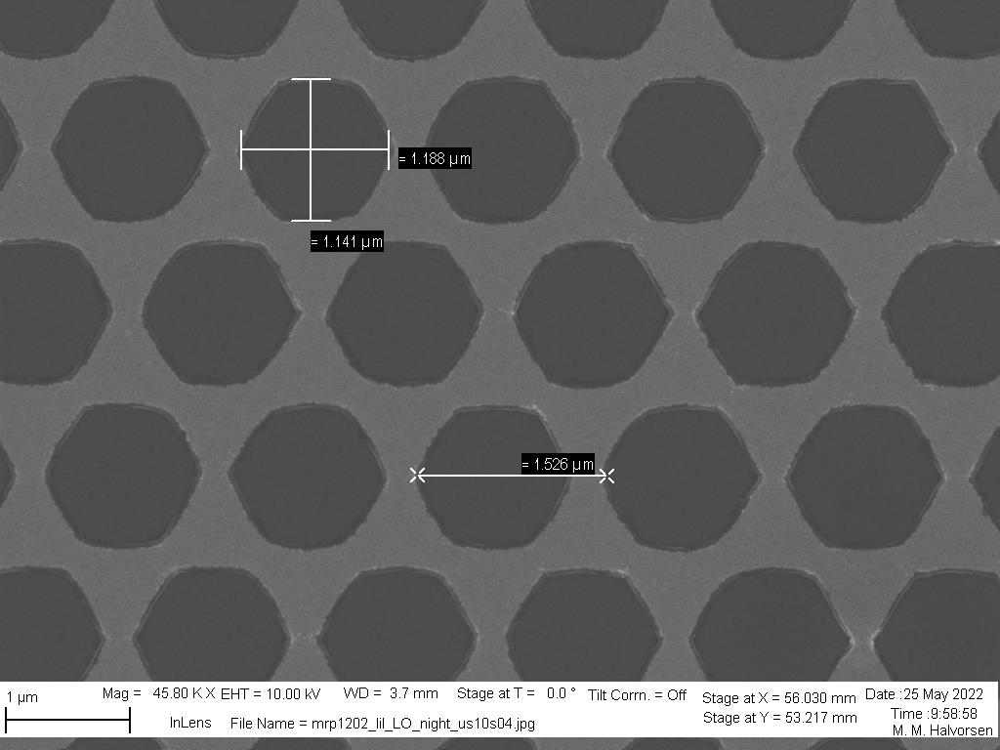 = 1.188 µm
= 1.141 µm
= 1.526 µm
1 µm
Mag = 45.80 K X EHT = 10.00 kV WD = 3.7 mm Stage at T = 0.0 ° Tilt Corrn. = Off Stage at X = 56.030 mm Date :25 May 2022
InLens File Name = mrp1202_lil_LO_night_us10s04.jpg Stage at Y = 53.217 mm Time :9:58:58
M. M. Halvorsen